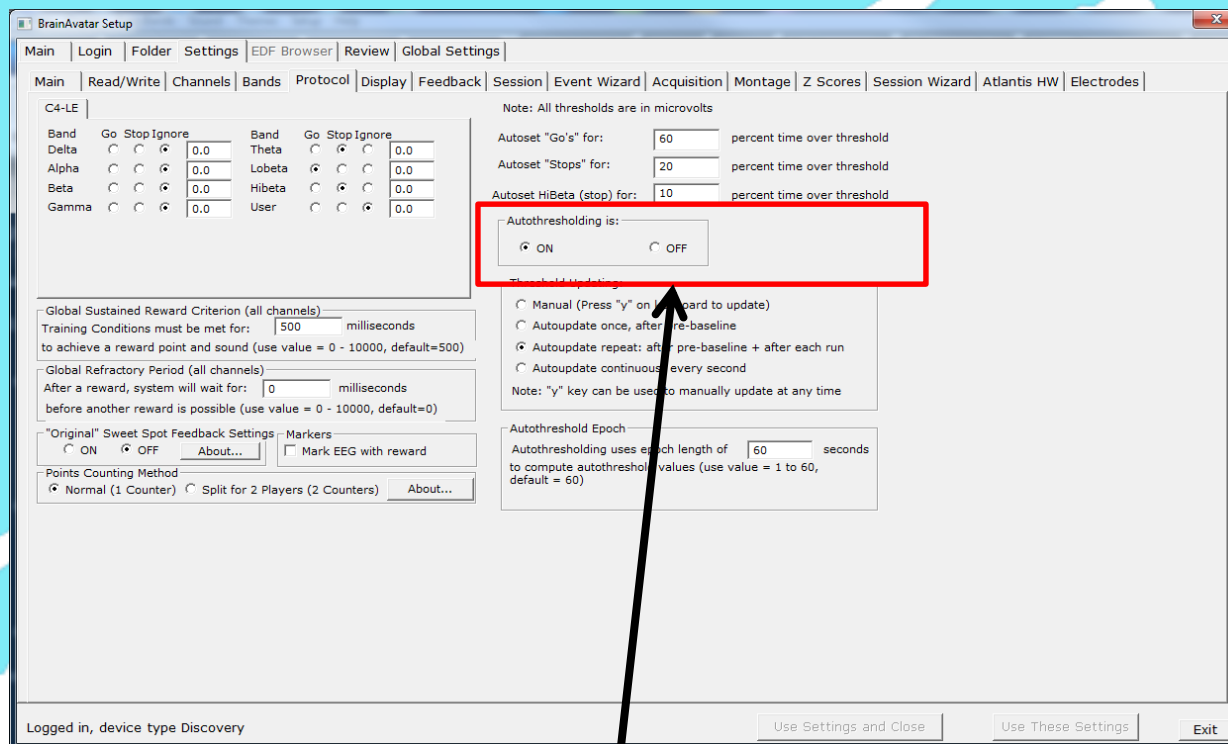 BrainAvatar Setup
Main Login Folder Settings EDF Browser Review Global Settings
Main Read/Write Channels Bands Protocol Display Feedback Session Event Wizard Acquisition Montage Z Scores Session Wizard Atlantis HW Electrodes
C4-LE
Band Go Stop Ignore Band Go Stop Ignore
Delta 0.0 Theta 0.0
Alpha 0.0 Lobeta 0.0
Beta 0.0 Hibeta 0.0
Gamma 0.0 User 0.0
Global Sustained Reward Criterion (all channels)
Training Conditions must be met for: 500 milliseconds
to achieve a reward point and sound (use value = 0 - 10000, default=500)
Global Refractory Period (all channels)
After a reward, system will wait for: 0 milliseconds
before another reward is possible (use value = 0 - 10000, default=0)
"Original" Sweet Spot Feedback Settings Markers
ON OFF About... Mark EEG with reward
Points Counting Method
Normal (1 Counter) Split for 2 Players (2 Counters) About...
Note: All thresholds are in microvolts
Autoset "Go's" for: 60 percent time over threshold
Autoset "Stops" for: 20 percent time over threshold
Autoset HiBeta (stop) for: 10 percent time over threshold
Autothresholding is:
ON OFF
Threshold Updating:
Manual (Press "y" on keyboard to update)
Autoupdate once, after pre-baseline
Autoupdate repeat: after pre-baseline + after each run
Autoupdate continuous: every second
Note: "y" key can be used to manually update at any time
Autothreshold Epoch
Autothresholding uses epoch length of 60 seconds
to compute autothreshold values (use value = 1 to 60,
default = 60)
Logged in, device type Discovery
Use Settings and Close Use These Settings Exit